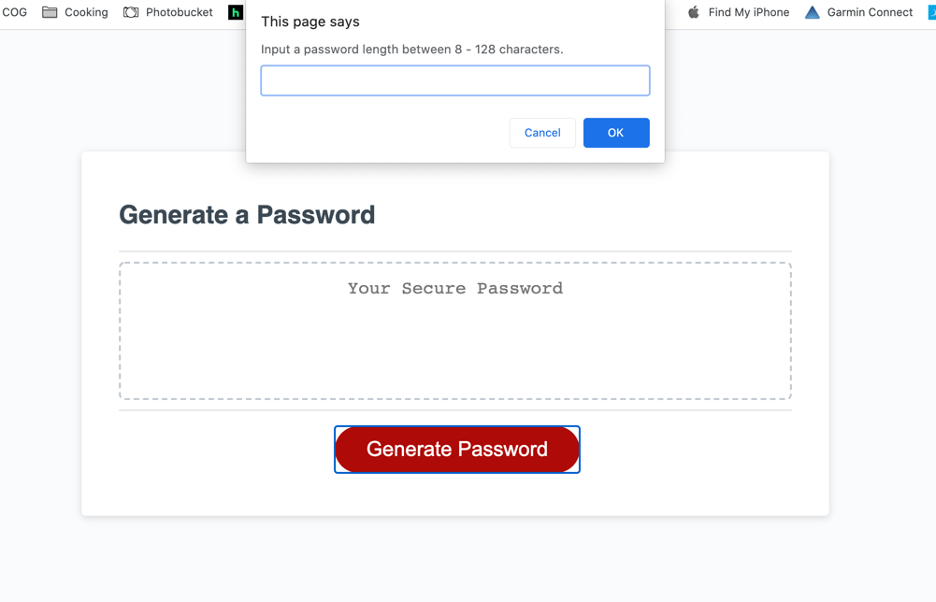 COG Cooking Photobucket h Find My iPhone Garmin Connect
This page says
Input a password length between 8 - 128 characters.
Cancel OK
Generate a Password
Your Secure Password
Generate Password